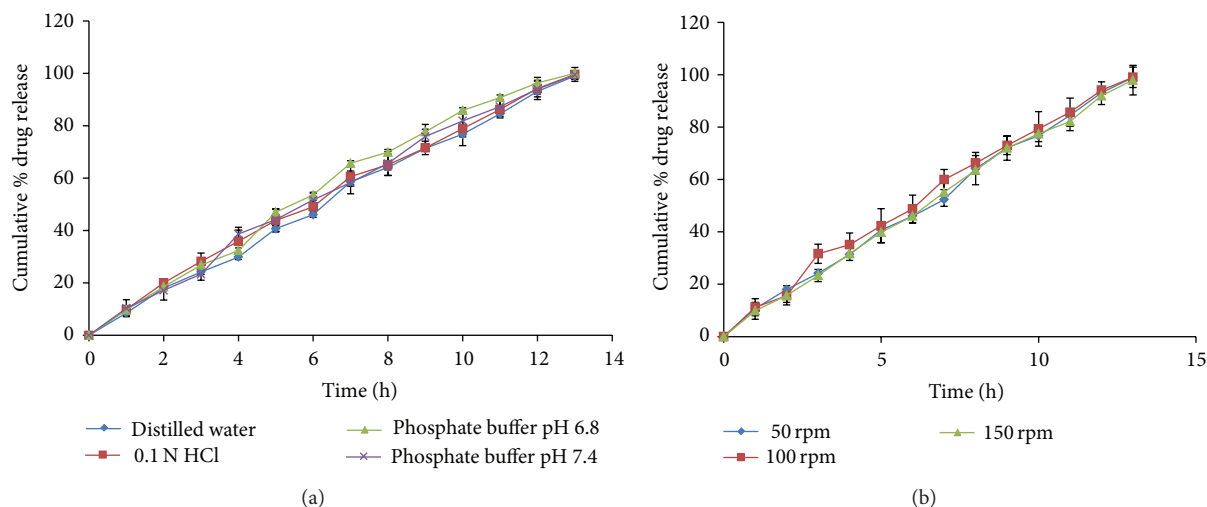 120
100
80
60
40
20
0
Cumulative % drug release
0 2 4 6 8 10 12 14
Time (h)
Distilled water
0.1 N HCl
Phosphate buffer pH 6.8
Phosphate buffer pH 7.4
(a)
120
100
80
60
40
20
0
Cumulative % drug release
0 5 10 15
Time (h)
50 rpm
100 rpm
150 rpm
(b)